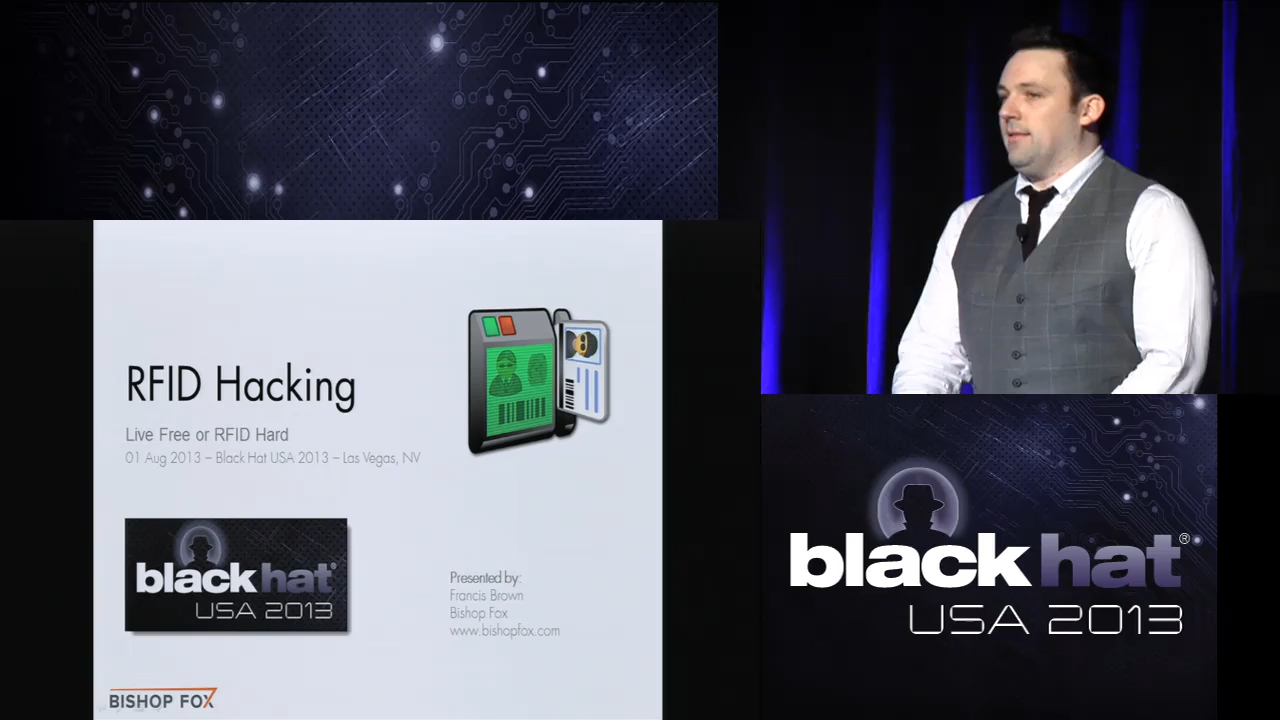 RFID Hacking
Live Free or RFID Hard
01 Aug 2013 – Black Hat USA 2013 – Las Vegas, NV
black hat®
USA 2013
Presented by:
Francis Brown
Bishop Fox
www.bishopfox.com
BISHOP FOX
black hat®
USA 2013